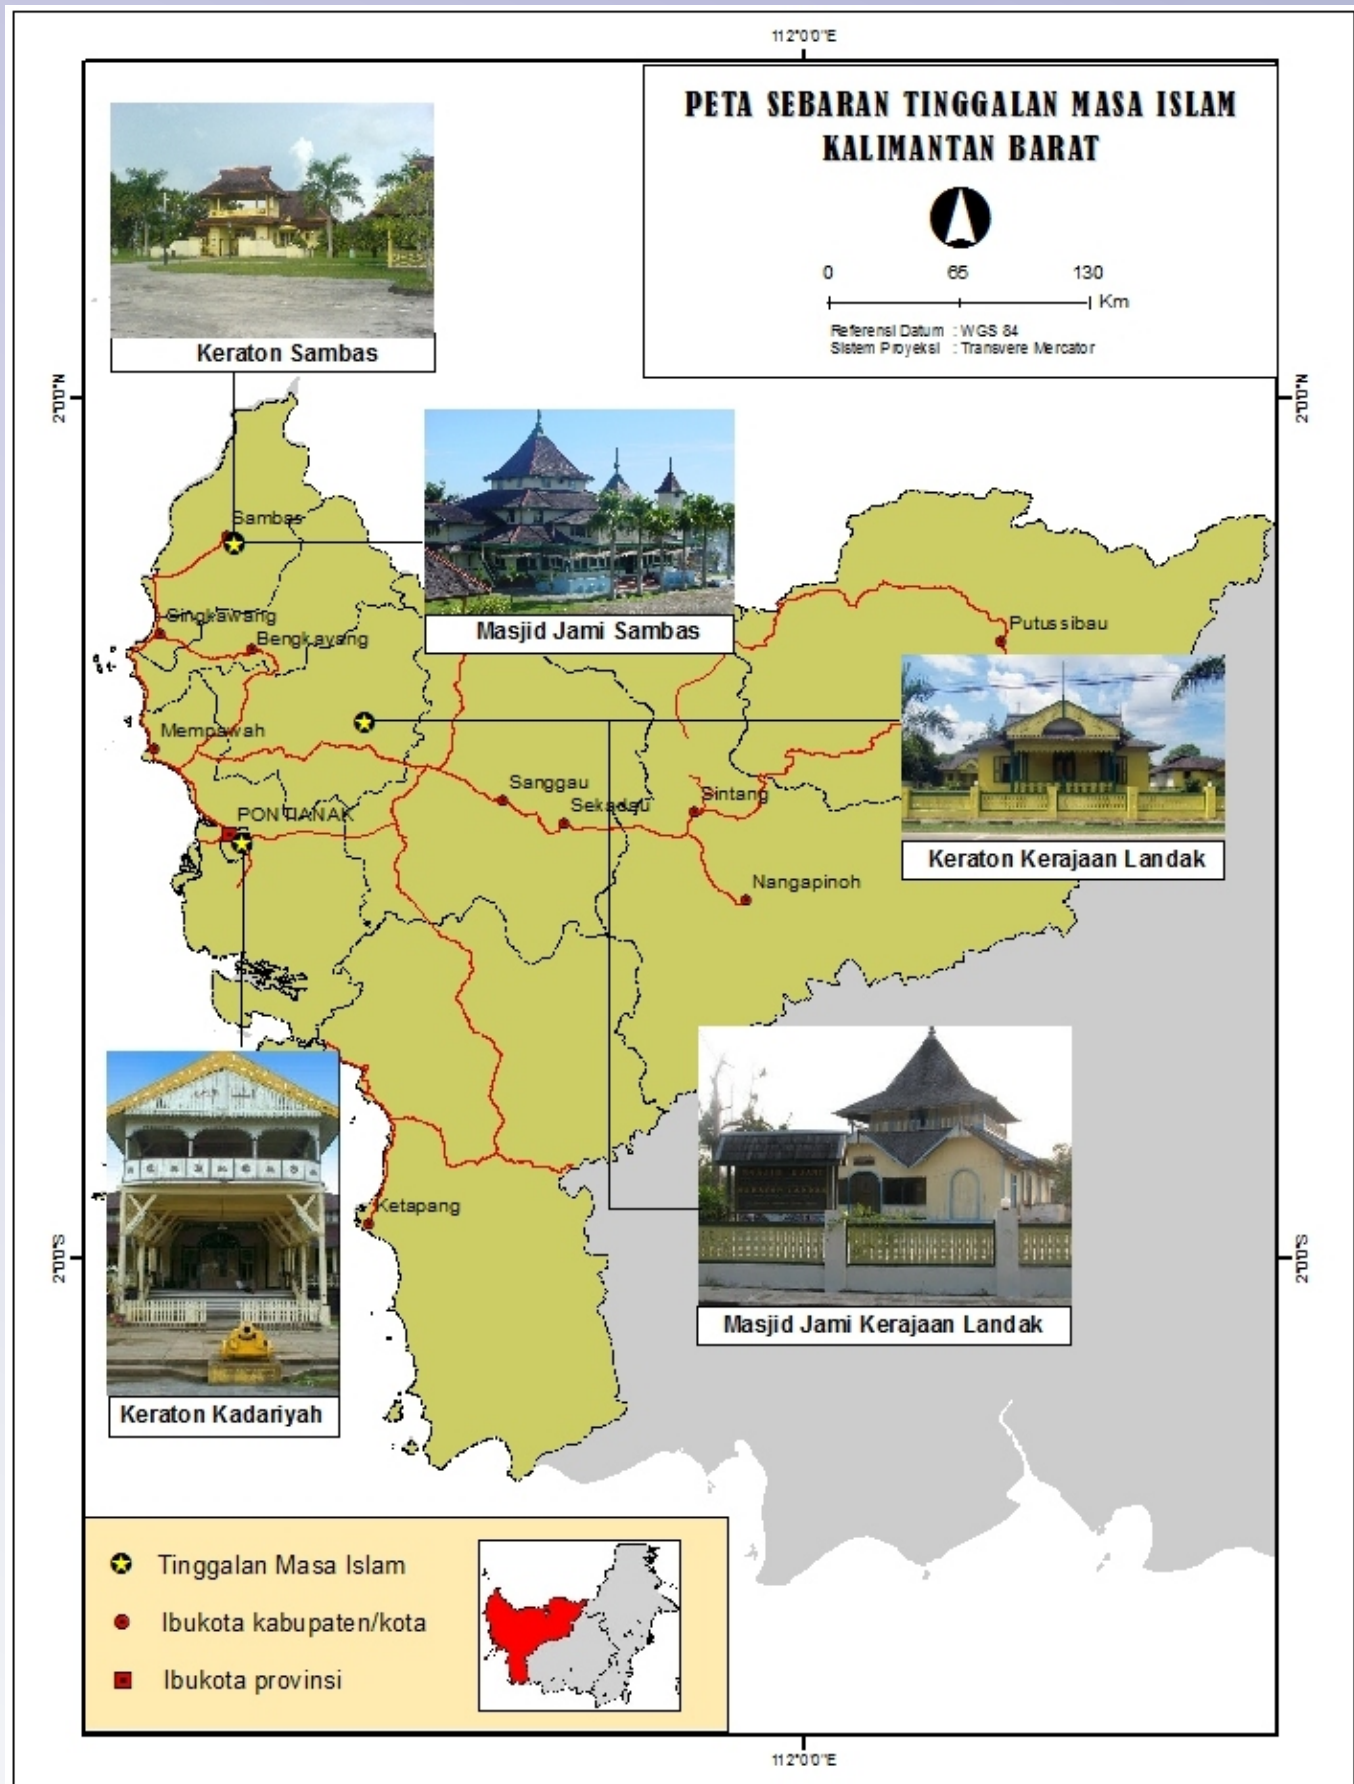 112°0'0"E
PETA SEBARAN TINGGALAN MASA ISLAM
KALIMANTAN BARAT
0 65 130
Km
Referensi Datum : WGS 84
Sistem Proyeksi : Transvere Mercator
Keraton Sambas
2°0'0"N
2°0'0"N
Sambas
Masjid Jami Sambas
Singkawang
Bengkayang
Putussibau
Mempawah
Sanggau
Sekadau
Sintang
PONTIANAK
Keraton Kerajaan Landak
Nangapinoh
Ketapang
2°0'0"S
2°0'0"S
Masjid Jami Kerajaan Landak
Keraton Kadariyah
Tinggalan Masa Islam
Ibukota kabupaten/kota
Ibukota provinsi
112°0'0"E